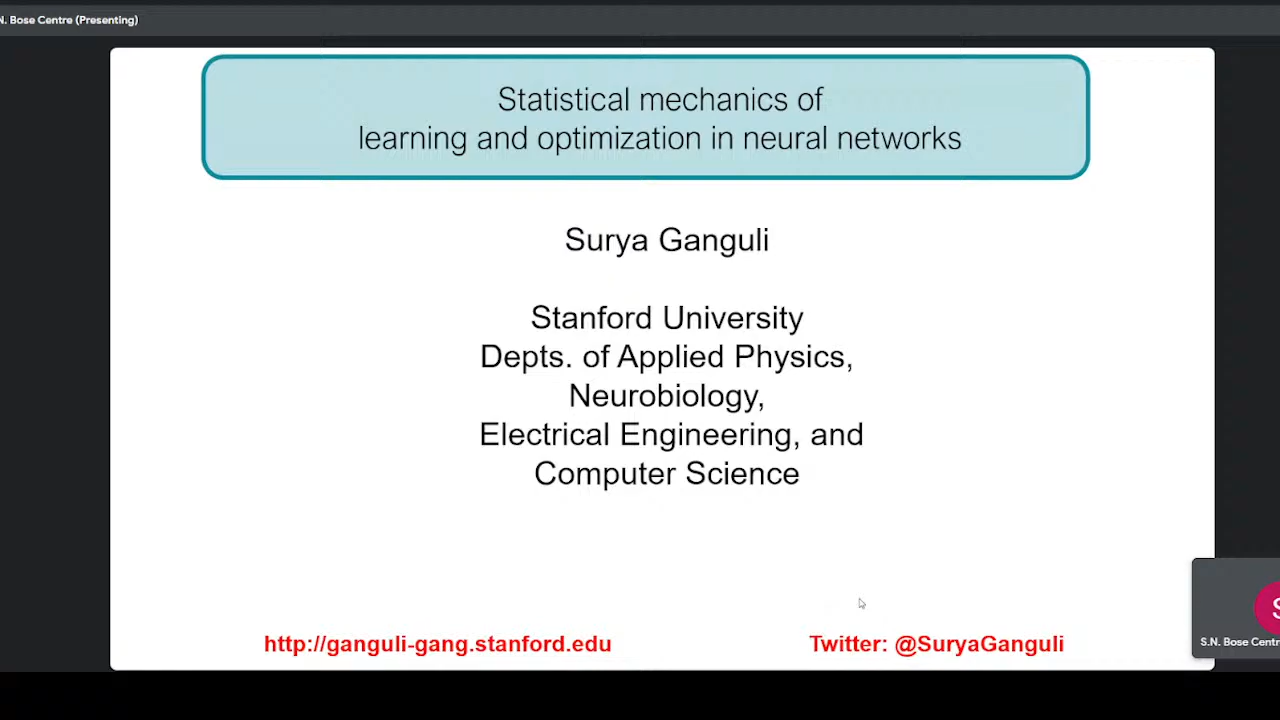 N. Bose Centre (Presenting)
Statistical mechanics of
learning and optimization in neural networks
Surya Ganguli
Stanford University
Depts. of Applied Physics,
Neurobiology,
Electrical Engineering, and
Computer Science
http://ganguli-gang.stanford.edu
Twitter: @SuryaGanguli
S
S.N. Bose Centr